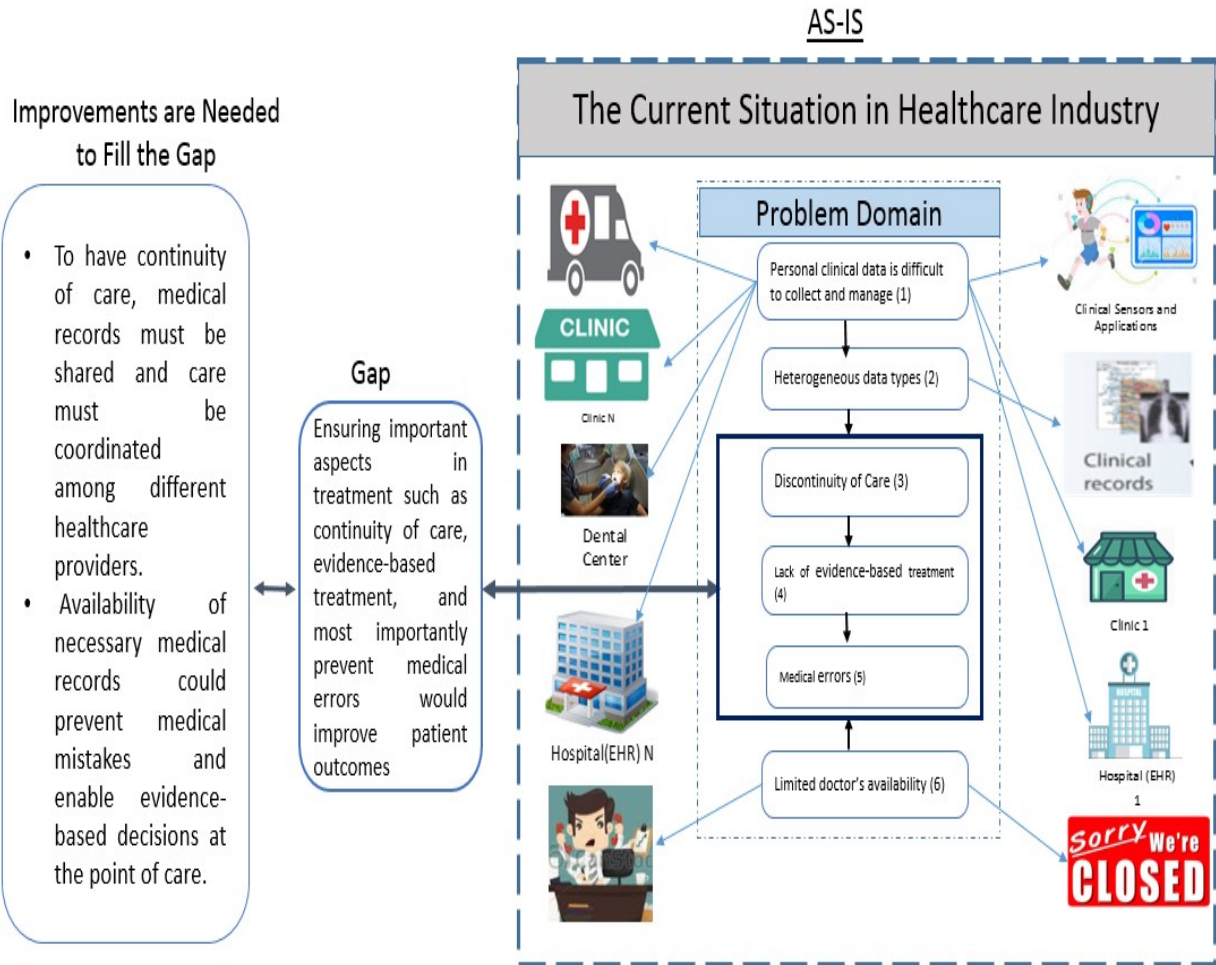 AS-IS
Improvements are Needed
to Fill the Gap
• To have continuity
of care, medical
records must be
shared and care
must be
coordinated
among different
healthcare
providers.
• Availability of
necessary medical
records could
prevent medical
mistakes and
enable evidence-
based decisions at
the point of care.
Gap
Ensuring important
aspects in
treatment such as
continuity of care,
evidence-based
treatment, and
most importantly
prevent medical
errors would
improve patient
outcomes
The Current Situation in Healthcare Industry
CLINIC
Clinic N
Dental
Center
Hospital(EHR) N
Problem Domain
Personal clinical data is difficult
to collect and manage (1)
Heterogeneous data types (2)
Discontinuity of Care (3)
Lack of evidence-based treatment
(4)
Medical errors (5)
Limited doctor's availability (6)
Clinical Sensors and
Applications
Clinical
records
Clinic 1
HOSPITAL
Hospital (EHR)
1
Sorry We're
CLOSED